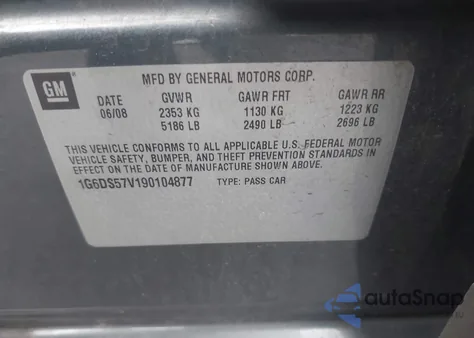 GM
MFD BY GENERAL MOTORS CORP.
DATE GVWR GAWR FRT GAWR RR
06/08 2353 KG 1130 KG 1223 KG
5186 LB 2490 LB 2696 LB
THIS VEHICLE CONFORMS TO ALL APPLICABLE U.S. FEDERAL MOTOR
VEHICLE SAFETY, BUMPER, AND THEFT PREVENTION STANDARDS IN
EFFECT ON THE DATE OF MANUFACTURE SHOWN ABOVE.
1G6DS57V190104877 TYPE: PASS CAR
autoSnap